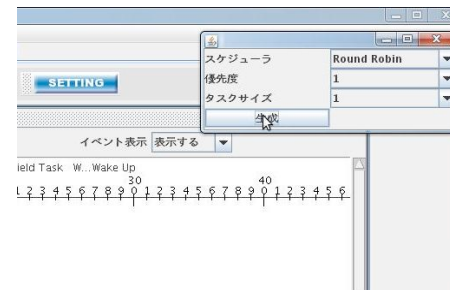 スケジューラ Round Robin
優先度 1
タスクサイズ 1
生成
SETTING
イベント表示 表示する
ield Task W...Wake Up
30 40
1 2 3 4 5 6 7 8 9 0 1 2 3 4 5 6 7 8 9 0 1 2 3 4 5 6